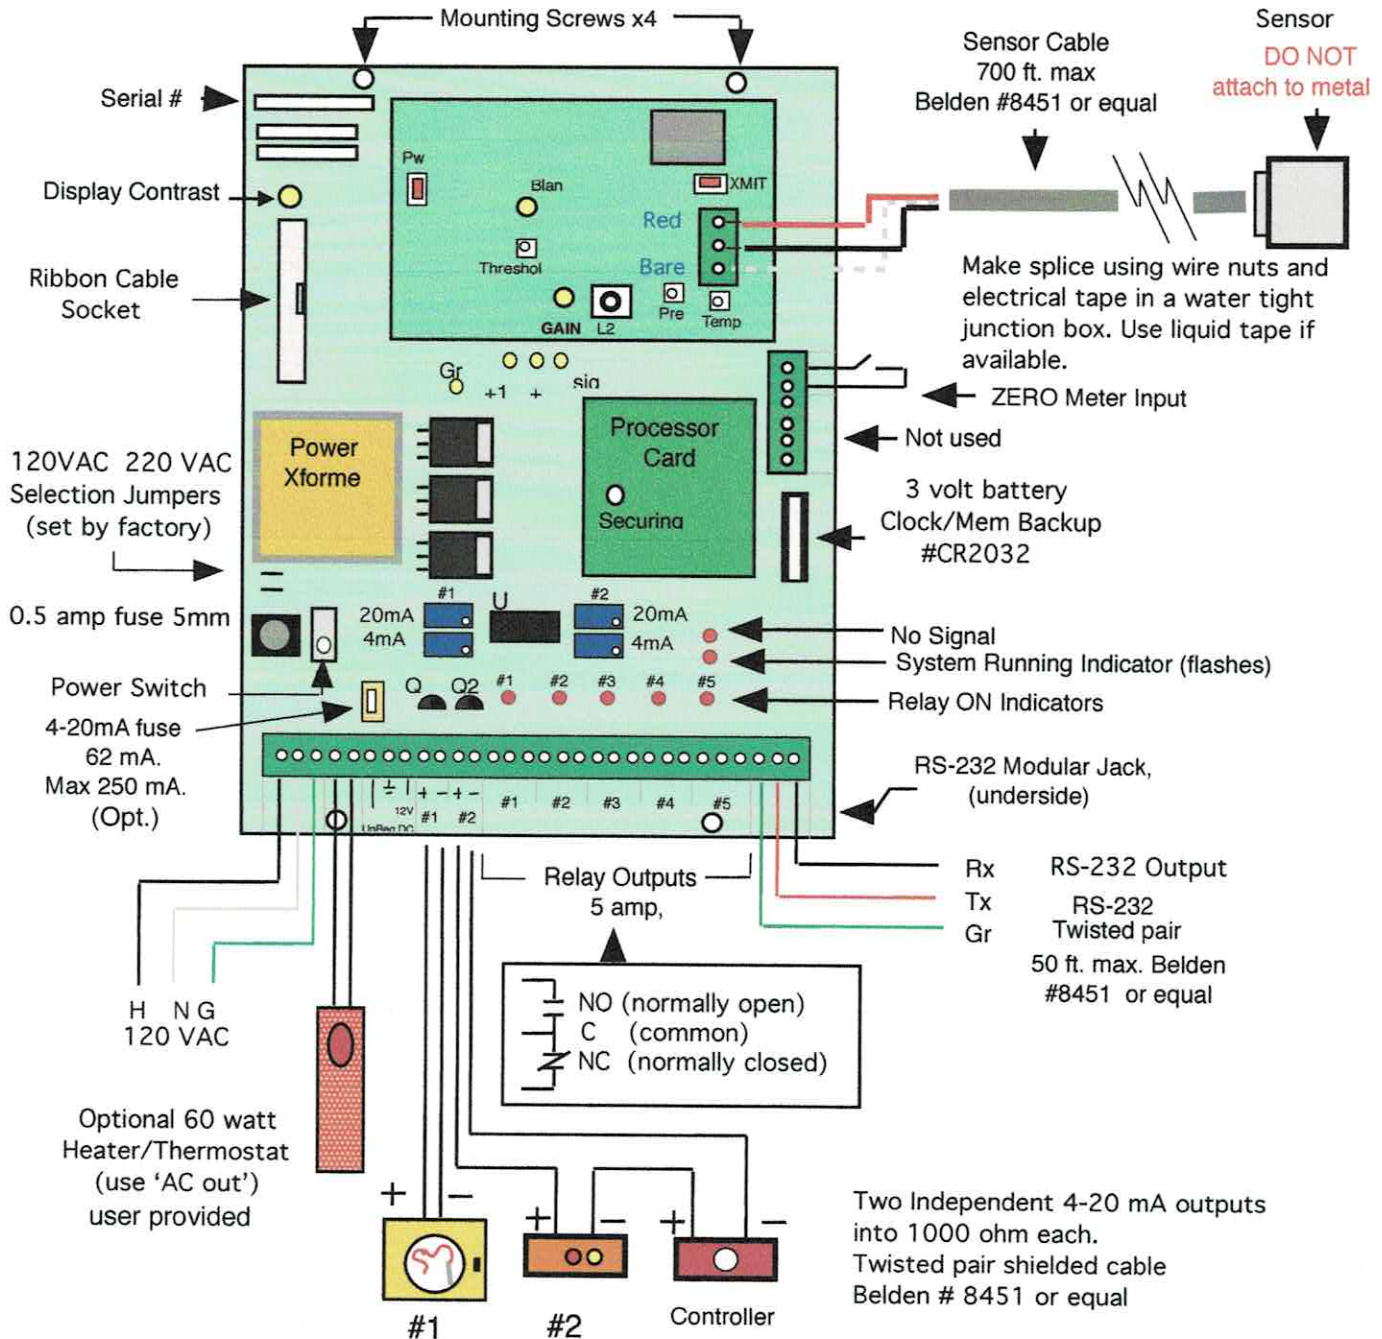 Mounting Screws x4
Sensor
DO NOT
attach to metal
Sensor Cable
700 ft. max
Belden #8451 or equal
Serial #
Display Contrast
Ribbon Cable
Socket
Pw
Blan
XMIT
Threshol
Red
Bare
GAIN
L2
Pre
Temp
Make splice using wire nuts and
electrical tape in a water tight
junction box. Use liquid tape if
available.
Gr
+1
+
sig
ZERO Meter Input
Not used
Power
Xforme
Processor
Card
Securing
120VAC 220 VAC
Selection Jumpers
(set by factory)
3 volt battery
Clock/Mem Backup
#CR2032
0.5 amp fuse 5mm
#1
20mA
4mA
U
#2
20mA
4mA
No Signal
System Running Indicator (flashes)
Power Switch
Q
Q2
#1 #2 #3 #4 #5
Relay ON Indicators
4-20mA fuse
62 mA.
Max 250 mA.
(Opt.)
RS-232 Modular Jack,
(underside)
12V
UnReg DC
+ - + -
#1 #2
#1 #2 #3 #4 #5
Relay Outputs
5 amp,
Rx
Tx
Gr
RS-232 Output
RS-232
Twisted pair
50 ft. max. Belden
#8451 or equal
H N G
120 VAC
NO (normally open)
C (common)
NC (normally closed)
Optional 60 watt
Heater/Thermostat
(use ‘AC out’)
user provided
+ −
+ −
+ −
#1
#2
Controller
Two Independent 4-20 mA outputs
into 1000 ohm each.
Twisted pair shielded cable
Belden # 8451 or equal